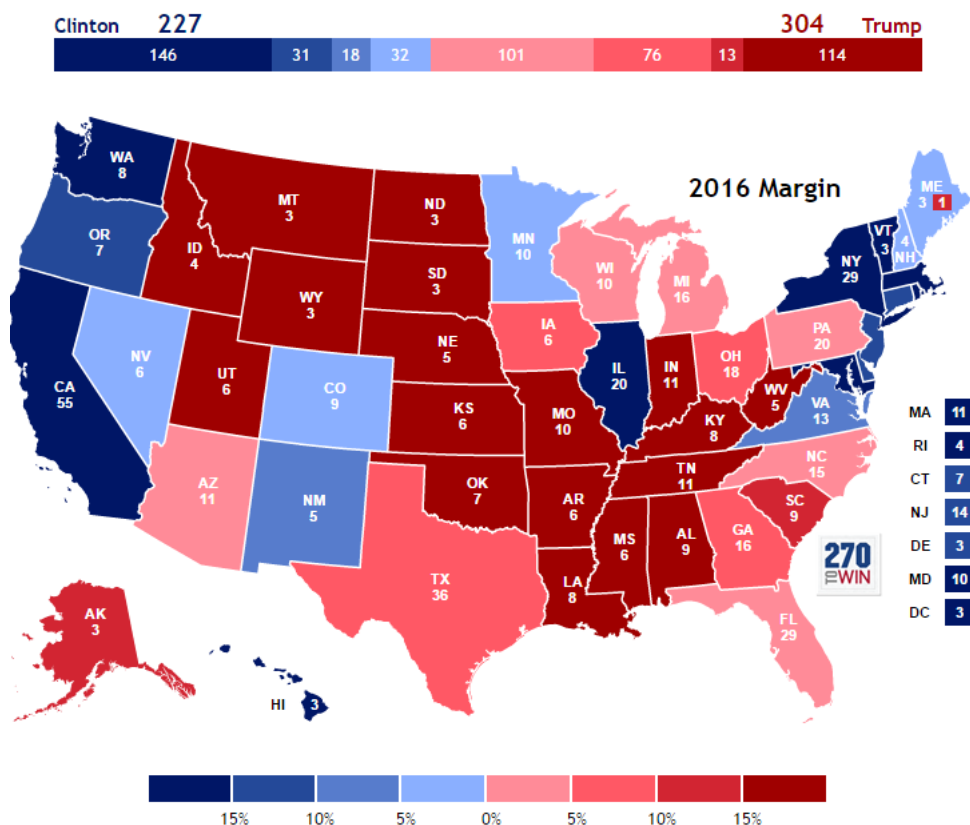 Clinton 227 304 Trump
146 31 18 32 101 76 13 114
2016 Margin
WA
8
OR
7
CA
55
NV
6
ID
4
MT
3
WY
3
UT
6
AZ
11
CO
9
NM
5
ND
3
SD
3
NE
5
KS
6
OK
7
TX
36
MN
10
IA
6
MO
10
AR
6
LA
8
WI
10
IL
20
MI
16
IN
11
OH
18
KY
8
TN
11
MS
6
AL
9
GA
16
FL
29
SC
9
NC
15
VA
13
WV
5
PA
20
NY
29
VT
3
4
NH
ME
3 1
AK
3
HI 3
MA 11
RI 4
CT 7
NJ 14
DE 3
MD 10
DC 3
270
TO WIN
15% 10% 5% 0% 5% 10% 15%